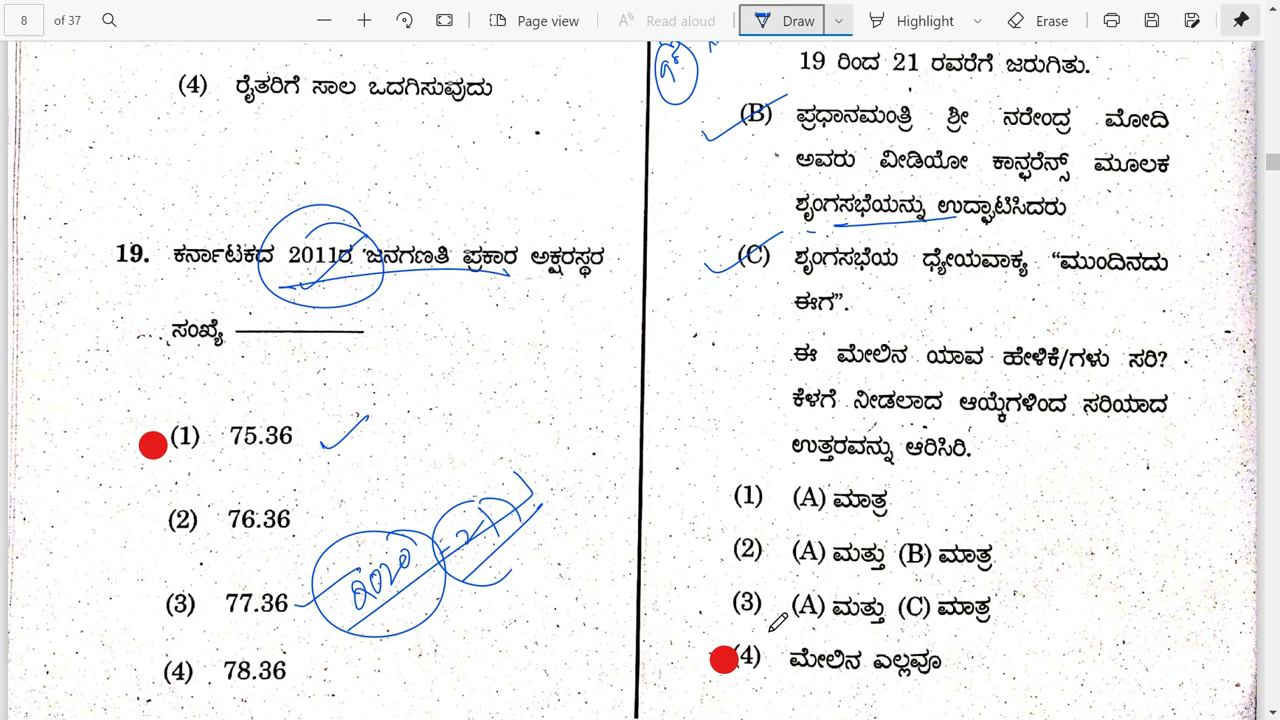 8 of 37 Page view Read aloud Draw Highlight Erase
(4) ರೈತರಿಗೆ ಸಾಲ ಒದಗಿಸುವುದು
19. ಕರ್ನಾಟಕದ 2011ರ ಜನಗಣತಿ ಪ್ರಕಾರ ಅಕ್ಷರಸ್ಥರ
ಸಂಖ್ಯೆ
(1) 75.36
(2) 76.36
(3) 77.36
2020 - 21
(4) 78.36
19 ರಿಂದ 21 ರವರೆಗೆ ಜರುಗಿತು.
(B) ಪ್ರಧಾನಮಂತ್ರಿ ಶ್ರೀ ನರೇಂದ್ರ ಮೋದಿ
ಅವರು ವೀಡಿಯೋ ಕಾನ್ಫರೆನ್ಸ್ ಮೂಲಕ
ಶೃಂಗಸಭೆಯನ್ನು ಉದ್ಘಾಟಿಸಿದರು
(C) ಶೃಂಗಸಭೆಯ ಧ್ಯೇಯವಾಕ್ಯ “ಮುಂದಿನದು
ಈಗ”.
ಈ ಮೇಲಿನ ಯಾವ ಹೇಳಿಕೆ/ಗಳು ಸರಿ?
ಕೆಳಗೆ ನೀಡಲಾದ ಆಯ್ಕೆಗಳಿಂದ ಸರಿಯಾದ
ಉತ್ತರವನ್ನು ಆರಿಸಿರಿ.
(1) (A) ಮಾತ್ರ
(2) (A) ಮತ್ತು (B) ಮಾತ್ರ
(3) (A) ಮತ್ತು (C) ಮಾತ್ರ
(4) ಮೇಲಿನ ಎಲ್ಲವೂ